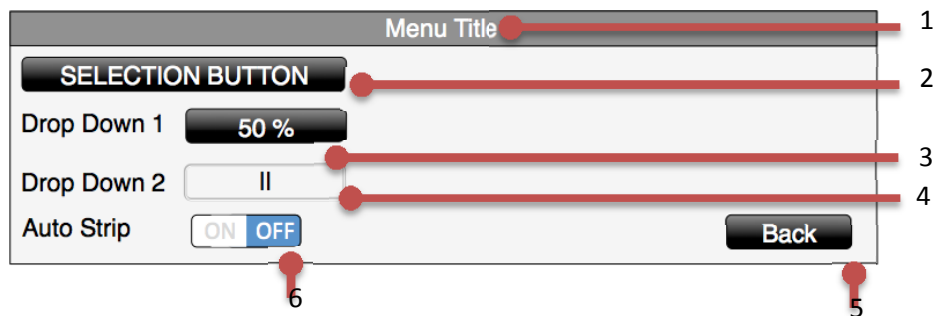 Menu Title
1
SELECTION BUTTON
2
Drop Down 1 50 %
3
Drop Down 2 II
4
Auto Strip ON OFF Back
6
5